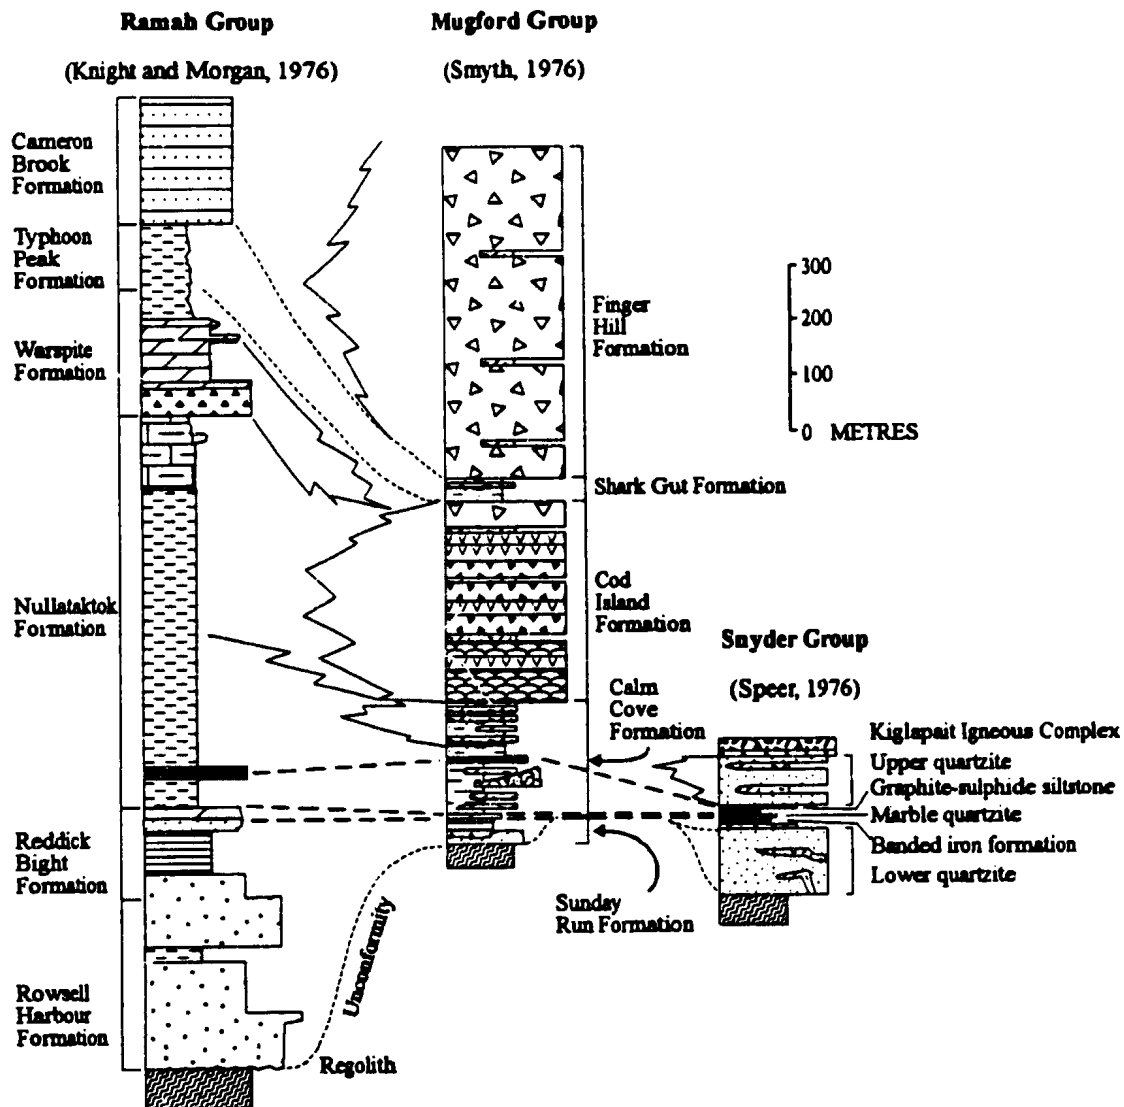 Ramah Group
(Knight and Morgan, 1976)
Cameron
Brook
Formation
Typhoon
Peak
Formation
Warspite
Formation
Nullataktok
Formation
Reddick
Bight
Formation
Rowsell
Harbour
Formation
Regolith
Unconformity
Mugford Group
(Smyth, 1976)
Finger
Hill
Formation
Shark Gut Formation
Cod
Island
Formation
Calm
Cove
Formation
Sunday
Run Formation
300
200
100
0 METRES
Snyder Group
(Speer, 1976)
Kiglapait Igneous Complex
Upper quartzite
Graphite-sulphide siltstone
Marble quartzite
Banded iron formation
Lower quartzite